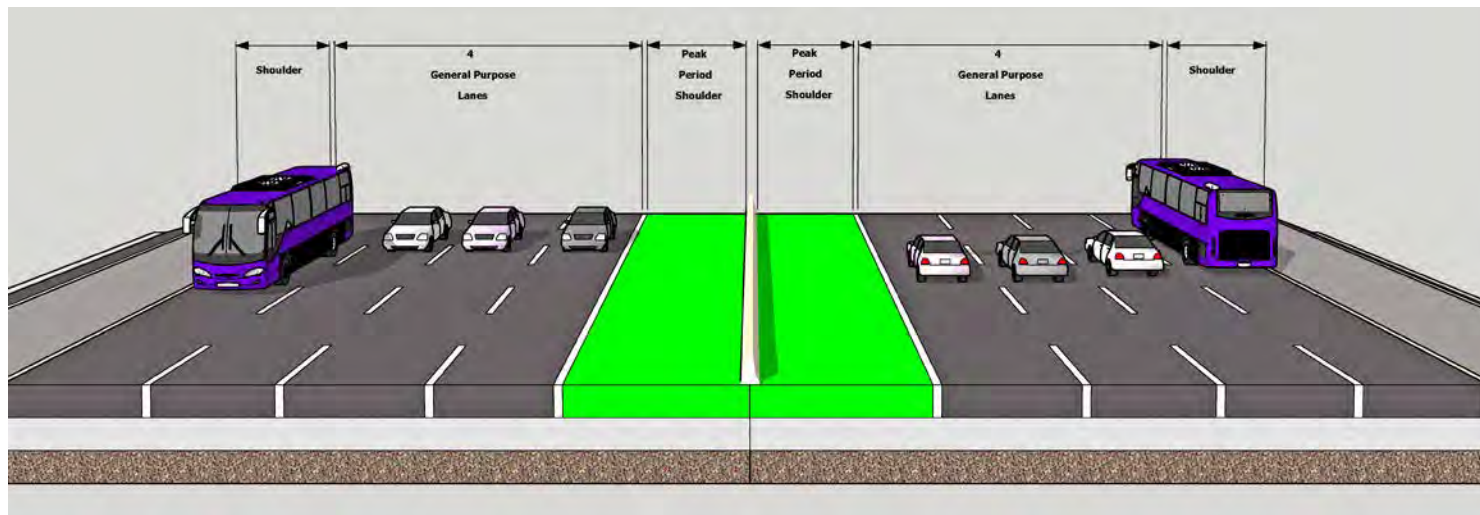 Shoulder
4
General Purpose
Lanes
Peak
Period
Shoulder
Peak
Period
Shoulder
4
General Purpose
Lanes
Shoulder